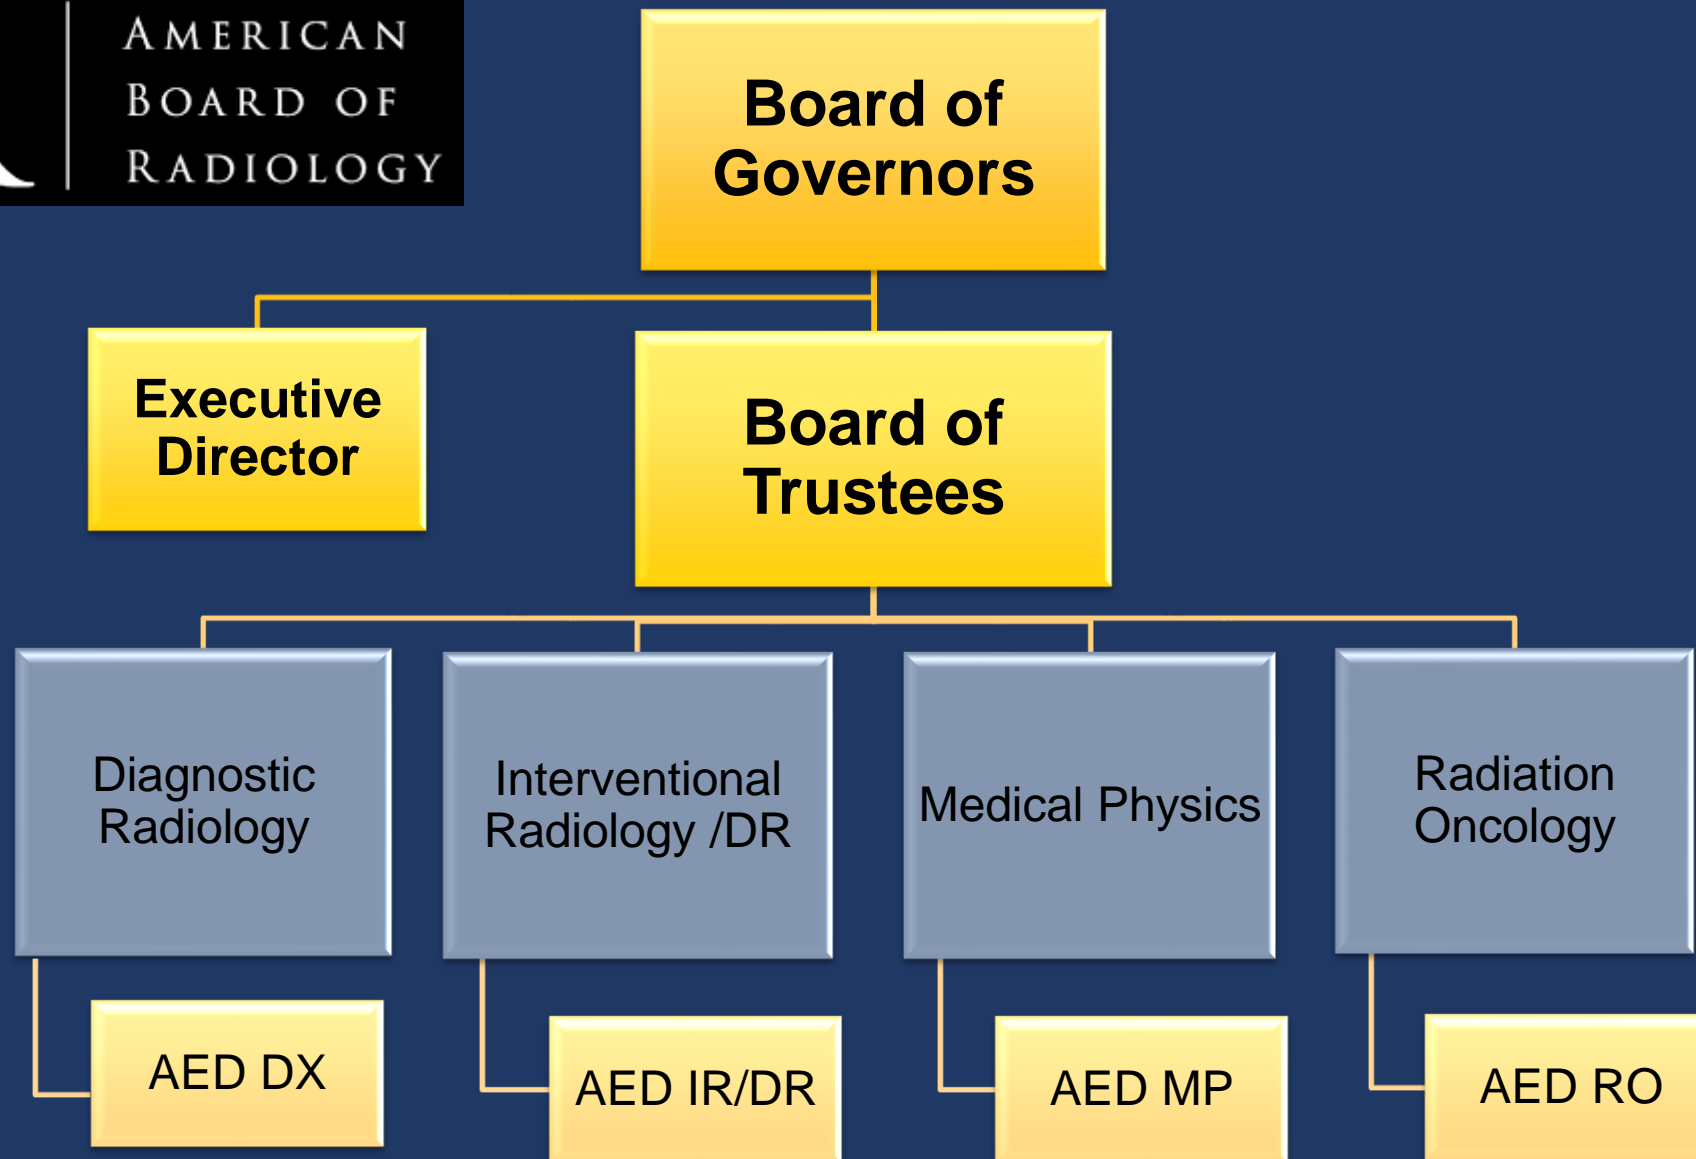 AMERICAN
BOARD OF
RADIOLOGY
Board of
Governors
Executive
Director
Board of
Trustees
Diagnostic
Radiology
Interventional
Radiology /DR
Medical Physics
Radiation
Oncology
AED DX
AED IR/DR
AED MP
AED RO